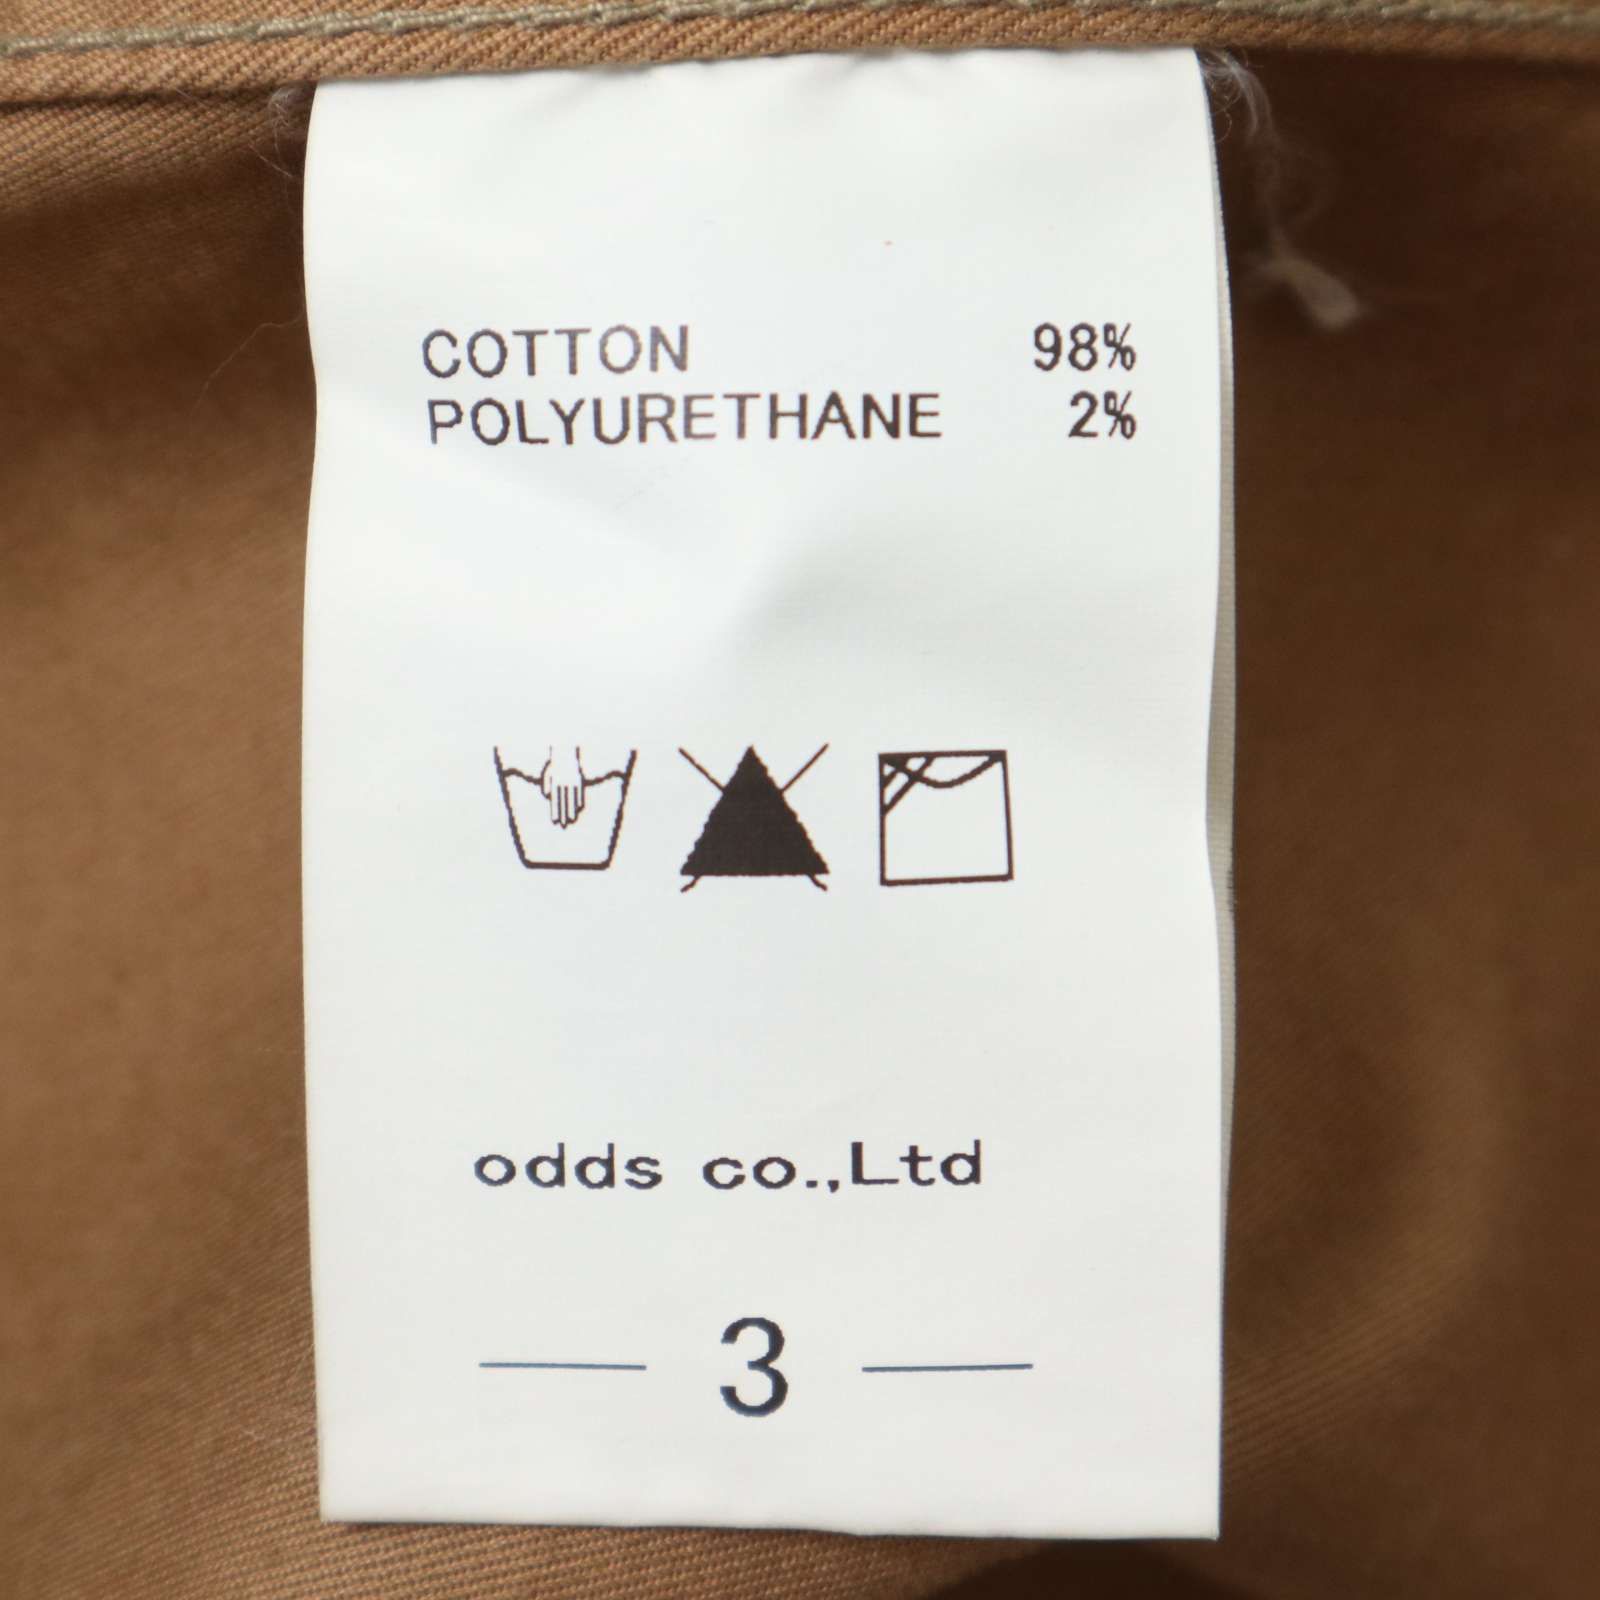 COTTON 98%
POLYURETHANE 2%
odds co.,Ltd
3